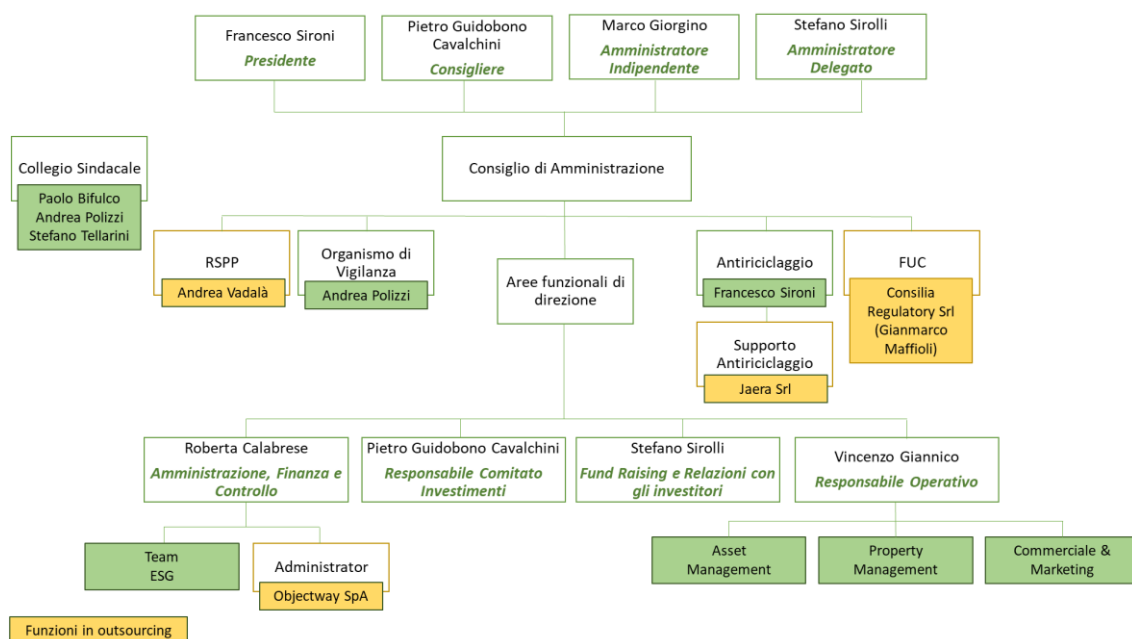 Francesco Sironi
Presidente
Pietro Guidobono
Cavalchini
Consigliere
Marco Giorgino
Amministratore
Indipendente
Stefano Sirolli
Amministratore
Delegato
Collegio Sindacale
Paolo Bifulco
Andrea Polizzi
Stefano Tellarini
Consiglio di Amministrazione
RSPP
Andrea Vadalà
Organismo di
Vigilanza
Andrea Polizzi
Aree funzionali di
direzione
Antiriciclaggio
Francesco Sironi
Supporto
Antiriciclaggio
Jaera Srl
FUC
Consilia
Regulatory Srl
(Gianmarco
Maffioli)
Roberta Calabrese
Amministrazione, Finanza e
Controllo
Pietro Guidobono Cavalchini
Responsabile Comitato
Investimenti
Stefano Sirolli
Fund Raising e Relazioni con
gli investitori
Vincenzo Giannico
Responsabile Operativo
Team
ESG
Administrator
Objectway SpA
Asset
Management
Property
Management
Commerciale &
Marketing
Funzioni in outsourcing